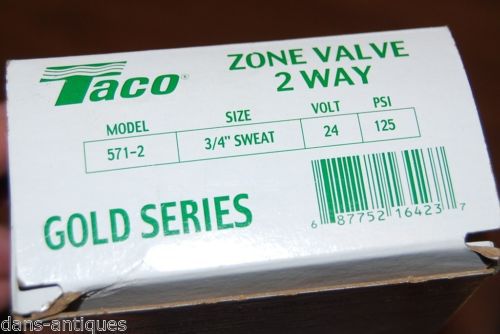 Taco®
ZONE VALVE
2 WAY
MODEL SIZE VOLT PSI
571-2 3/4" SWEAT 24 125
GOLD SERIES
6 87752 16423 7
dans-antiques